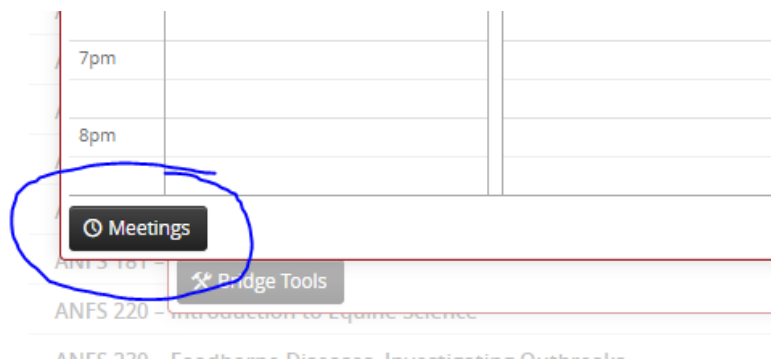 7pm
8pm
Meetings
ANFS 181 –
Bridge Tools
ANFS 220 – Introduction to Equine Science
ANFS 230 – Foodborne Diseases: Investigating Outbreaks